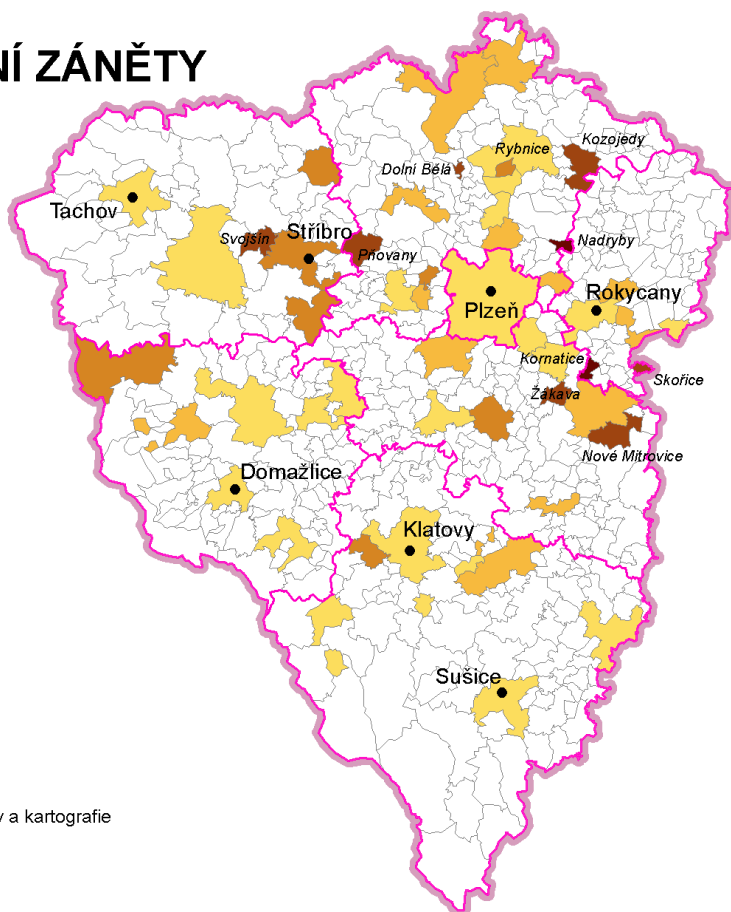 NÍ ZÁNĚTY
Kozojedy
Rybnice
Dolní Bělá
Tachov
Svojšín
Stříbro
Pňovany
Nadryby
Plzeň
Rokycany
Kornatice
Skořice
Žákava
Nové Mitrovice
Domažlice
Klatovy
Sušice
a kartografie